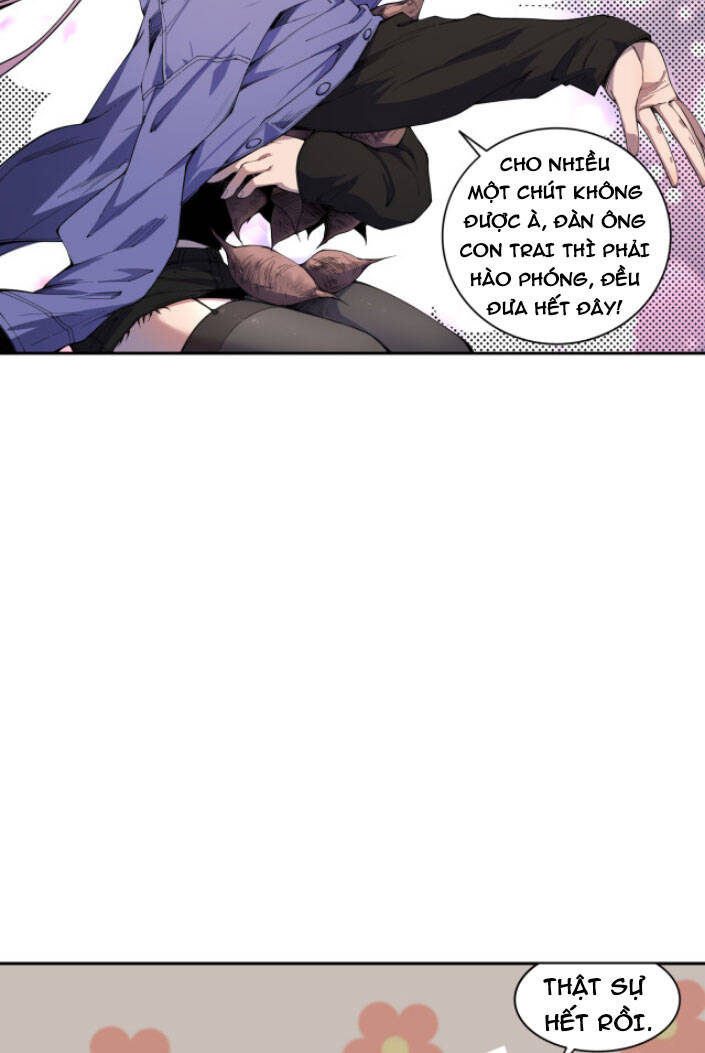 CHO NHIỀU
MỘT CHÚT KHÔNG
ĐƯỢC À, ĐÀN ÔNG
CON TRAI THÌ PHẢI
HÀO PHÓNG, ĐỀU
ĐƯA HẾT ĐÂY!
THẬT SỰ
HẾT RỒI.